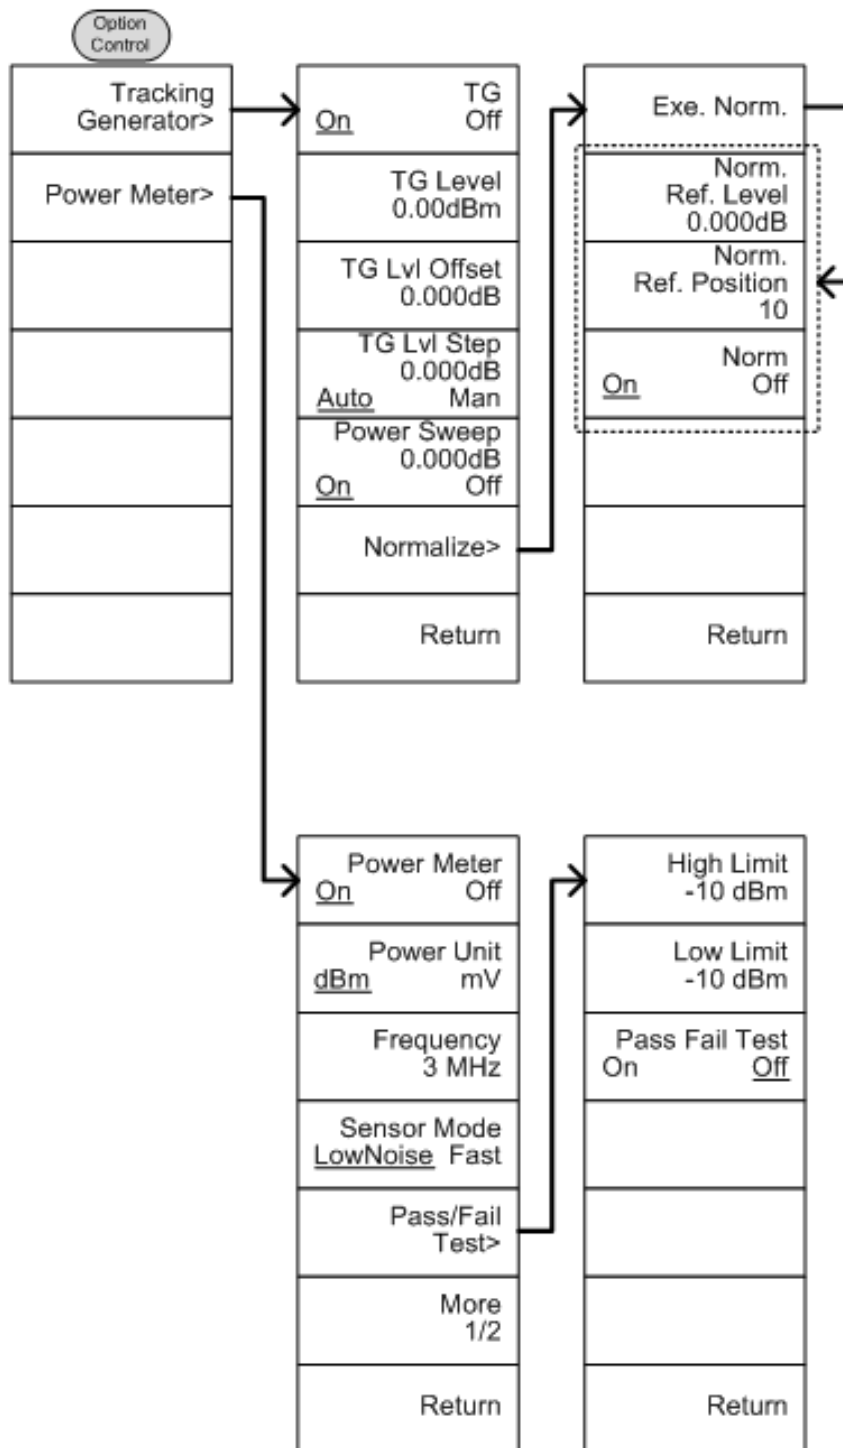 Option
Control
Tracking
Generator>
Power Meter>
TG
On Off
TG Level
0.00dBm
TG Lvl Offset
0.000dB
TG Lvl Step
0.000dB
Auto Man
Power Sweep
0.000dB
On Off
Normalize>
Return
Exe. Norm.
Norm.
Ref. Level
0.000dB
Norm.
Ref. Position
10
Norm
On Off
Return
Power Meter
On Off
Power Unit
dBm mV
Frequency
3 MHz
Sensor Mode
LowNoise Fast
Pass/Fail
Test>
More
1/2
Return
High Limit
-10 dBm
Low Limit
-10 dBm
Pass Fail Test
On Off
Return